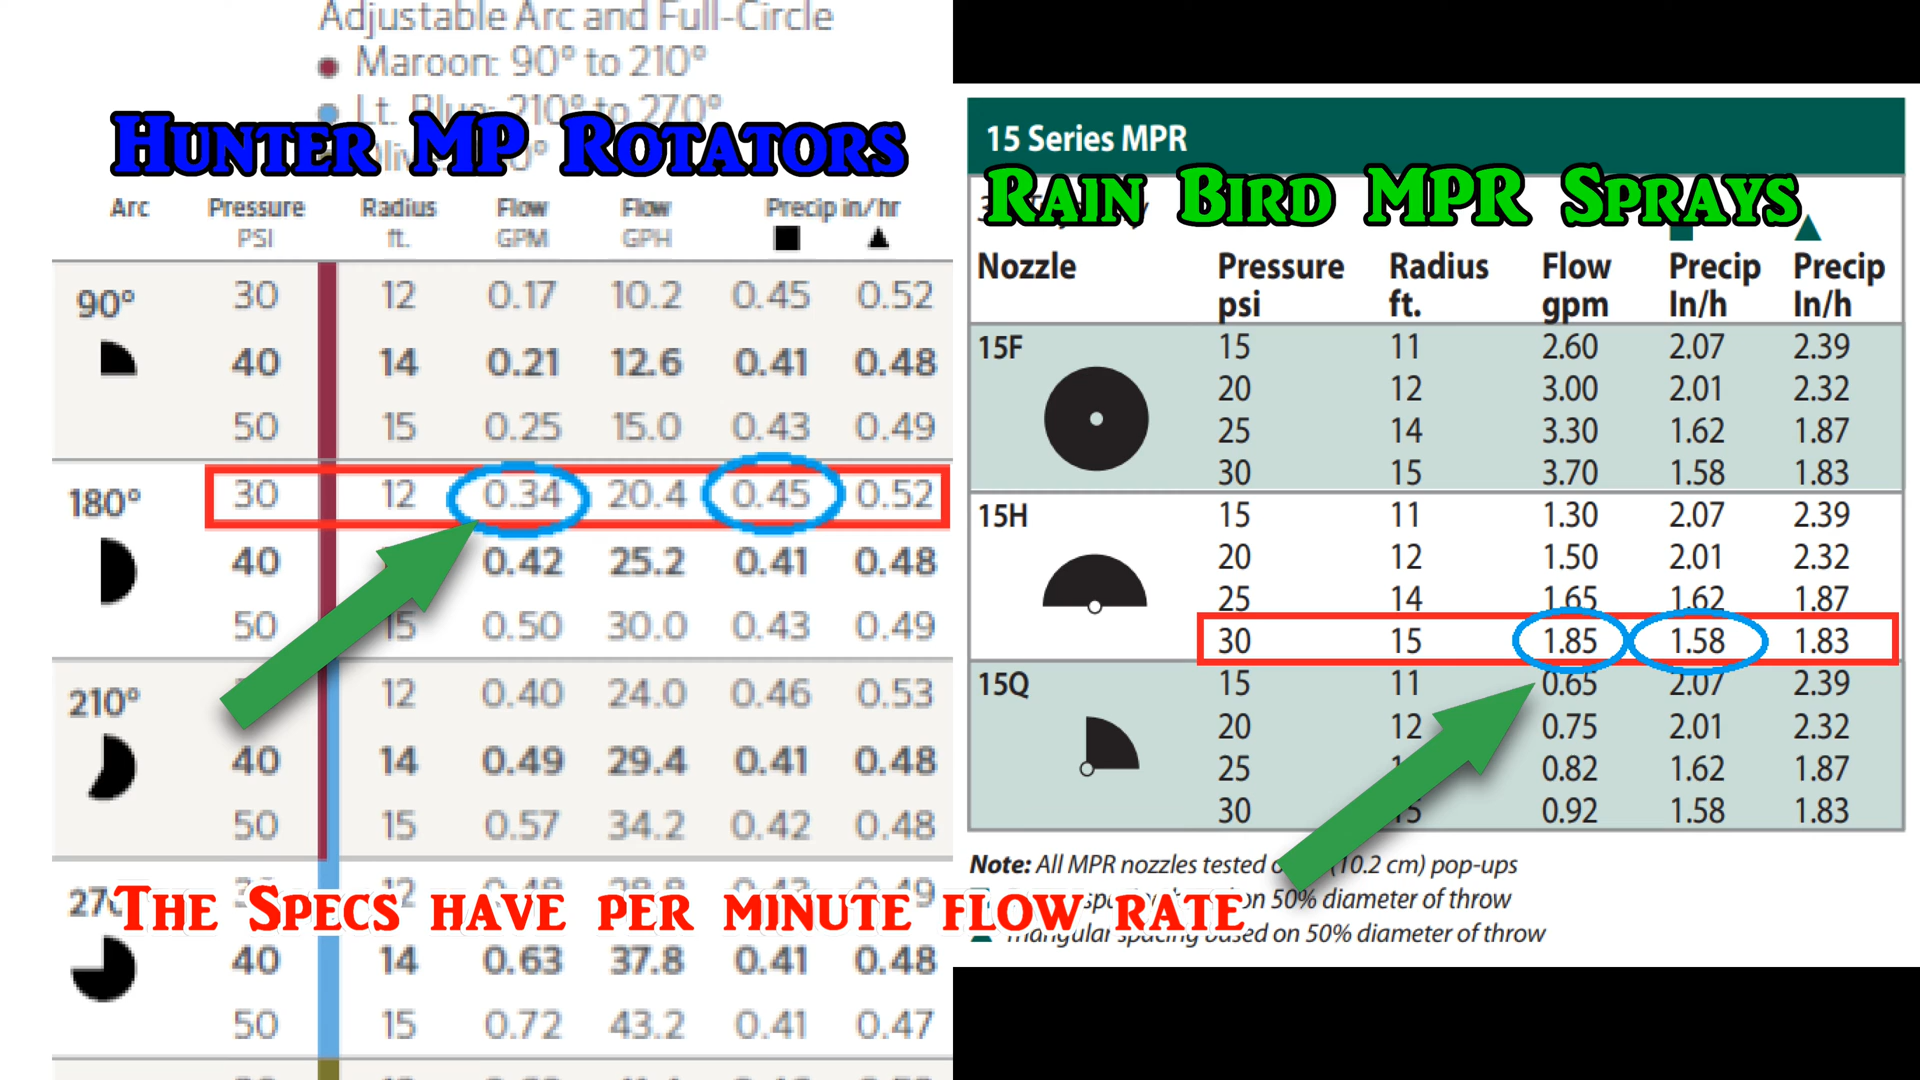 Adjustable Arc and Full-Circle
• Maroon: 90° to 210°
• Lt. Blue: 210° to 270°
Hunter MP Rotators
Arc Pressure Radius Flow Flow Precip in/hr
PSI ft. GPM GPH ■ ▲
90° 30 12 0.17 10.2 0.45 0.52
40 14 0.21 12.6 0.41 0.48
50 15 0.25 15.0 0.43 0.49
180° 30 12 0.34 20.4 0.45 0.52
40 0.42 25.2 0.41 0.48
50 15 0.50 30.0 0.43 0.49
210° 12 0.40 24.0 0.46 0.53
40 14 0.49 29.4 0.41 0.48
50 15 0.57 34.2 0.42 0.48
270°
40 14 0.63 37.8 0.41 0.48
50 15 0.72 43.2 0.41 0.47
15 Series MPR
Rain Bird MPR Sprays
■ ▲
Nozzle Pressure Radius Flow Precip Precip
psi ft. gpm In/h In/h
15F 15 11 2.60 2.07 2.39
20 12 3.00 2.01 2.32
25 14 3.30 1.62 1.87
30 15 3.70 1.58 1.83
15H 15 11 1.30 2.07 2.39
20 12 1.50 2.01 2.32
25 14 1.65 1.62 1.87
30 15 1.85 1.58 1.83
15Q 15 11 0.65 2.07 2.39
20 12 0.75 2.01 2.32
25 0.82 1.62 1.87
30 15 0.92 1.58 1.83
Note: All MPR nozzles tested (10.2 cm) pop-ups
on 50% diameter of throw
▲ Triangular spacing based on 50% diameter of throw
The Specs have per minute flow rate